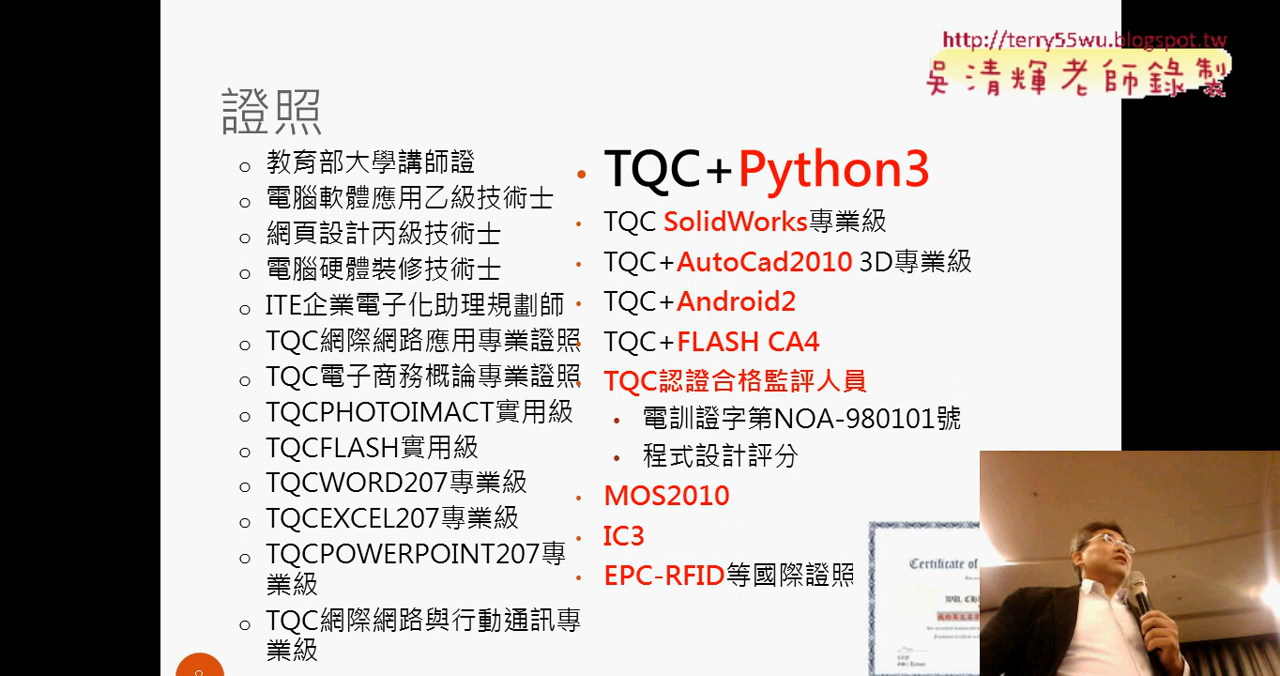 http://terry55wu.blogspot.tw
吳清輝老師錄製
證照
教育部大學講師證
電腦軟體應用乙級技術士
網頁設計丙級技術士
電腦硬體裝修技術士
ITE企業電子化助理規劃師
TQC網際網路應用專業證照
TQC電子商務概論專業證照
TQCPHOTOIMACT實用級
TQCFLASH實用級
TQCWORD207專業級
TQCEXCEL207專業級
TQCPOWERPOINT207專
業級
TQC網際網路與行動通訊專
業級
TQC+Python3
TQC SolidWorks專業級
TQC+AutoCad2010 3D專業級
TQC+Android2
TQC+FLASH CA4
TQC認證合格監評人員
電訓證字第NOA-980101號
程式設計評分
MOS2010
IC3
EPC-RFID等國際證照
Certificate of
WU, CH